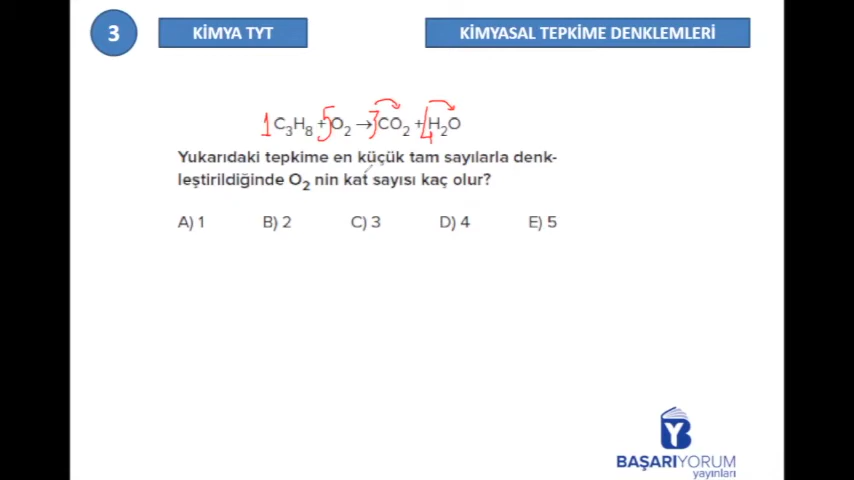 3
KİMYA TYT
KİMYASAL TEPKİME DENKLEMLERİ
1C₃H₈ + 5O₂ → 3CO₂ + 4H₂O
Yukarıdaki tepkime en küçük tam sayılarla denk-
leştirildiğinde O₂ nin kat sayısı kaç olur?
A) 1 B) 2 C) 3 D) 4 E) 5
BAŞARIYORUM
yayınları